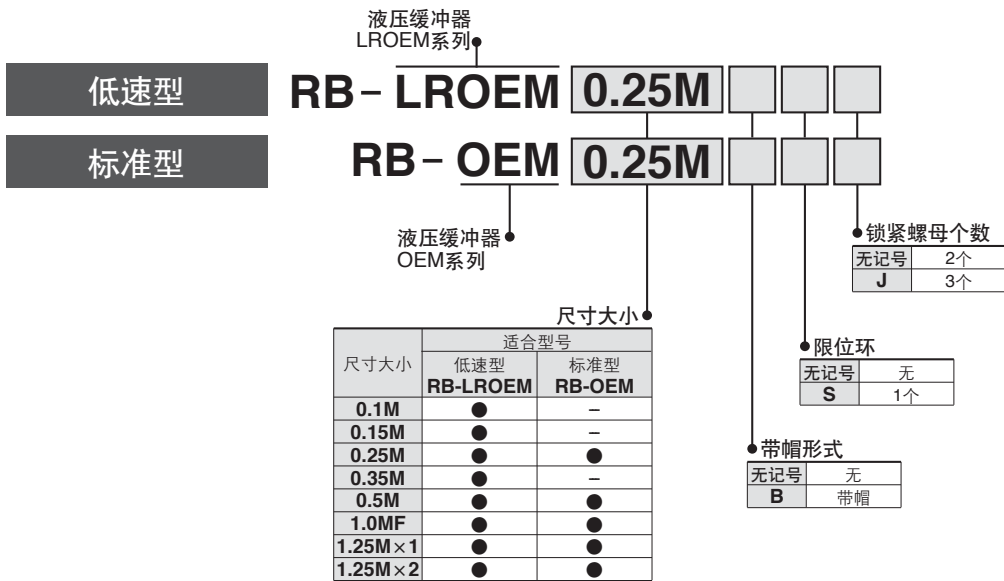 液压缓冲器
LROEM系列
低速型
RB-LROEM 0.25M
标准型
RB-OEM 0.25M
液压缓冲器
OEM系列
锁紧螺母个数
无记号 2个
J 3个
限位环
无记号 无
S 1个
带帽形式
无记号 无
B 带帽
尺寸大小
尺寸大小 适合型号
低速型 标准型
RB-LROEM RB-OEM
0.1M ● –
0.15M ● –
0.25M ● ●
0.35M ● –
0.5M ● ●
1.0MF ● ●
1.25M×1 ● ●
1.25M×2 ● ●